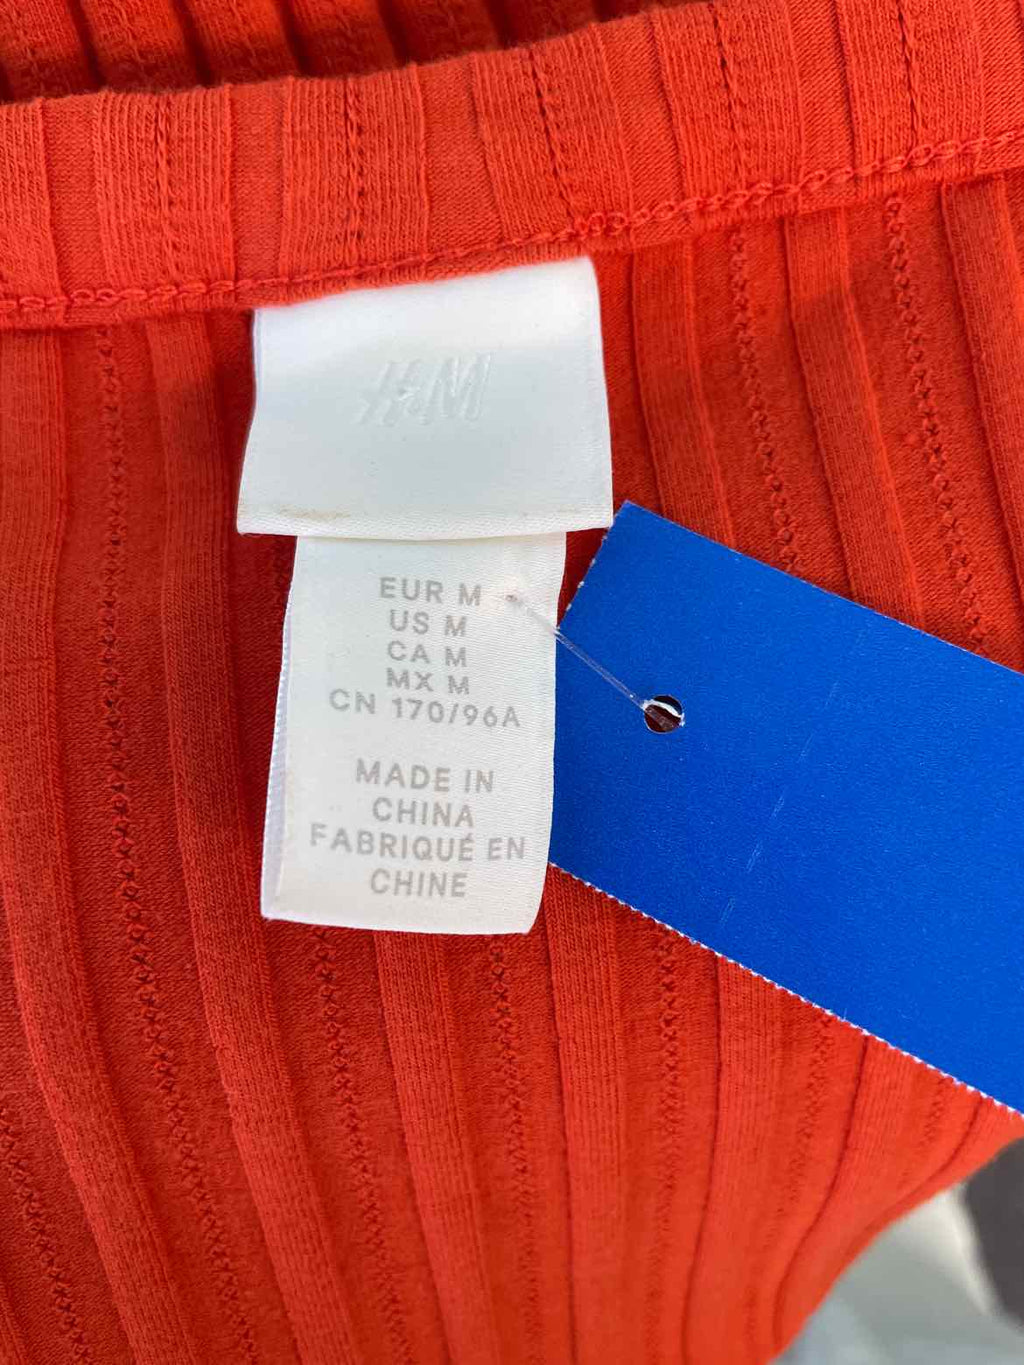 H&M
EUR M
US M
CA M
MX M
CN 170/96A
MADE IN
CHINA
FABRIQUÉ EN
CHINE